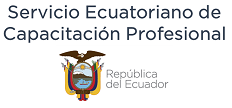 Servicio Ecuatoriano de
Capacitación Profesional
República
del Ecuador